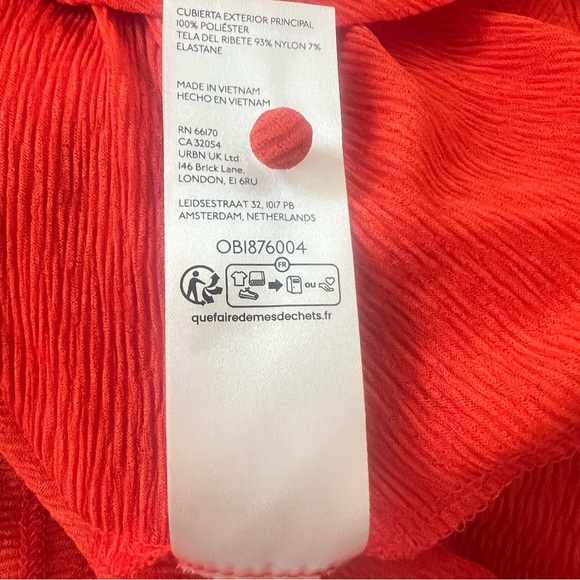 CUBIERTA EXTERIOR PRINCIPAL
100% POLIÉSTER
TELA DEL RIBETE 93% NYLON 7%
ELASTANE
MADE IN VIETNAM
HECHO EN VIETNAM
RN 66170
CA 32054
URBN UK Ltd
146 Brick Lane,
LONDON, E1 6RU
LEIDSESTRAAT 32, 1017 PB
AMSTERDAM, NETHERLANDS
OB1876004
FR
ou
quefairedemesdechets.fr